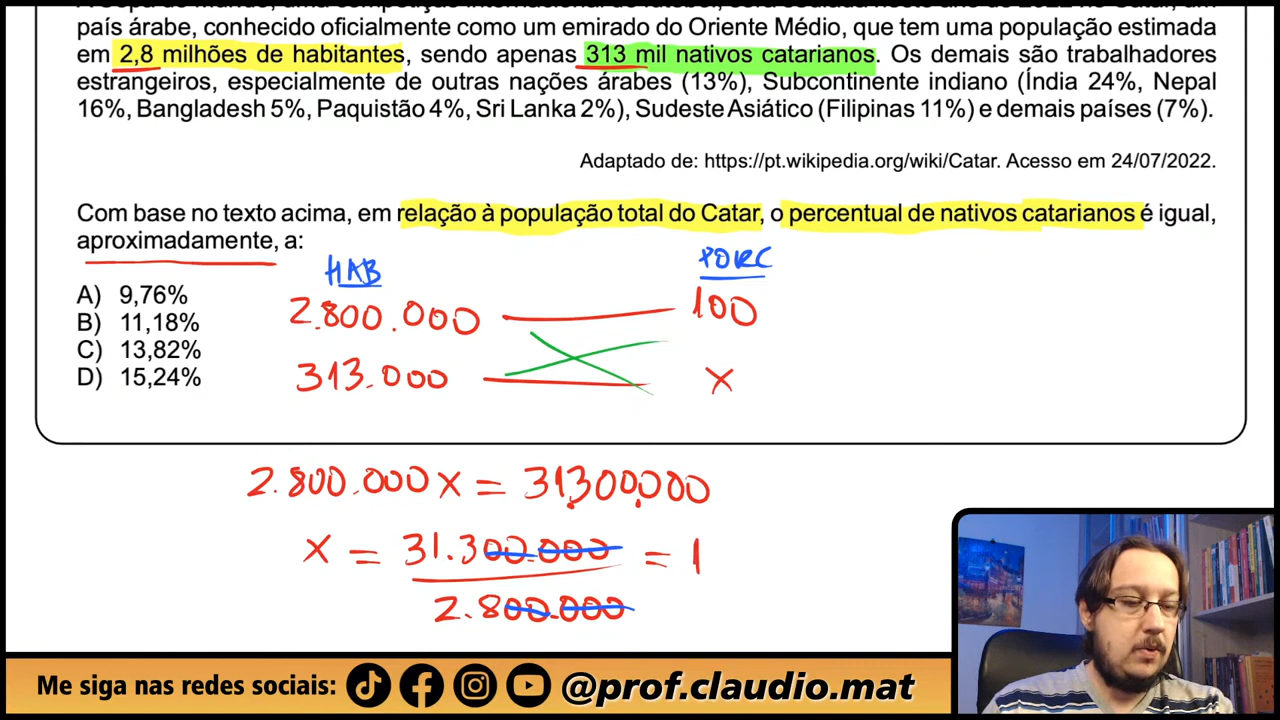 país árabe, conhecido oficialmente como um emirado do Oriente Médio, que tem uma população estimada
em 2,8 milhões de habitantes, sendo apenas 313 mil nativos catarianos. Os demais são trabalhadores
estrangeiros, especialmente de outras nações árabes (13%), Subcontinente indiano (Índia 24%, Nepal
16%, Bangladesh 5%, Paquistão 4%, Sri Lanka 2%), Sudeste Asiático (Filipinas 11%) e demais países (7%).
Adaptado de: https://pt.wikipedia.org/wiki/Catar. Acesso em 24/07/2022.
Com base no texto acima, em relação à população total do Catar, o percentual de nativos catarianos é igual,
aproximadamente, a:
HAB PORC
A) 9,76%
B) 11,18%
C) 13,82%
D) 15,24%
2.800.000 100
313.000 x
2.800.000 x = 31.300.000
x = 31.300.000 = 1
2.800.000
Me siga nas redes sociais: @prof.claudio.mat